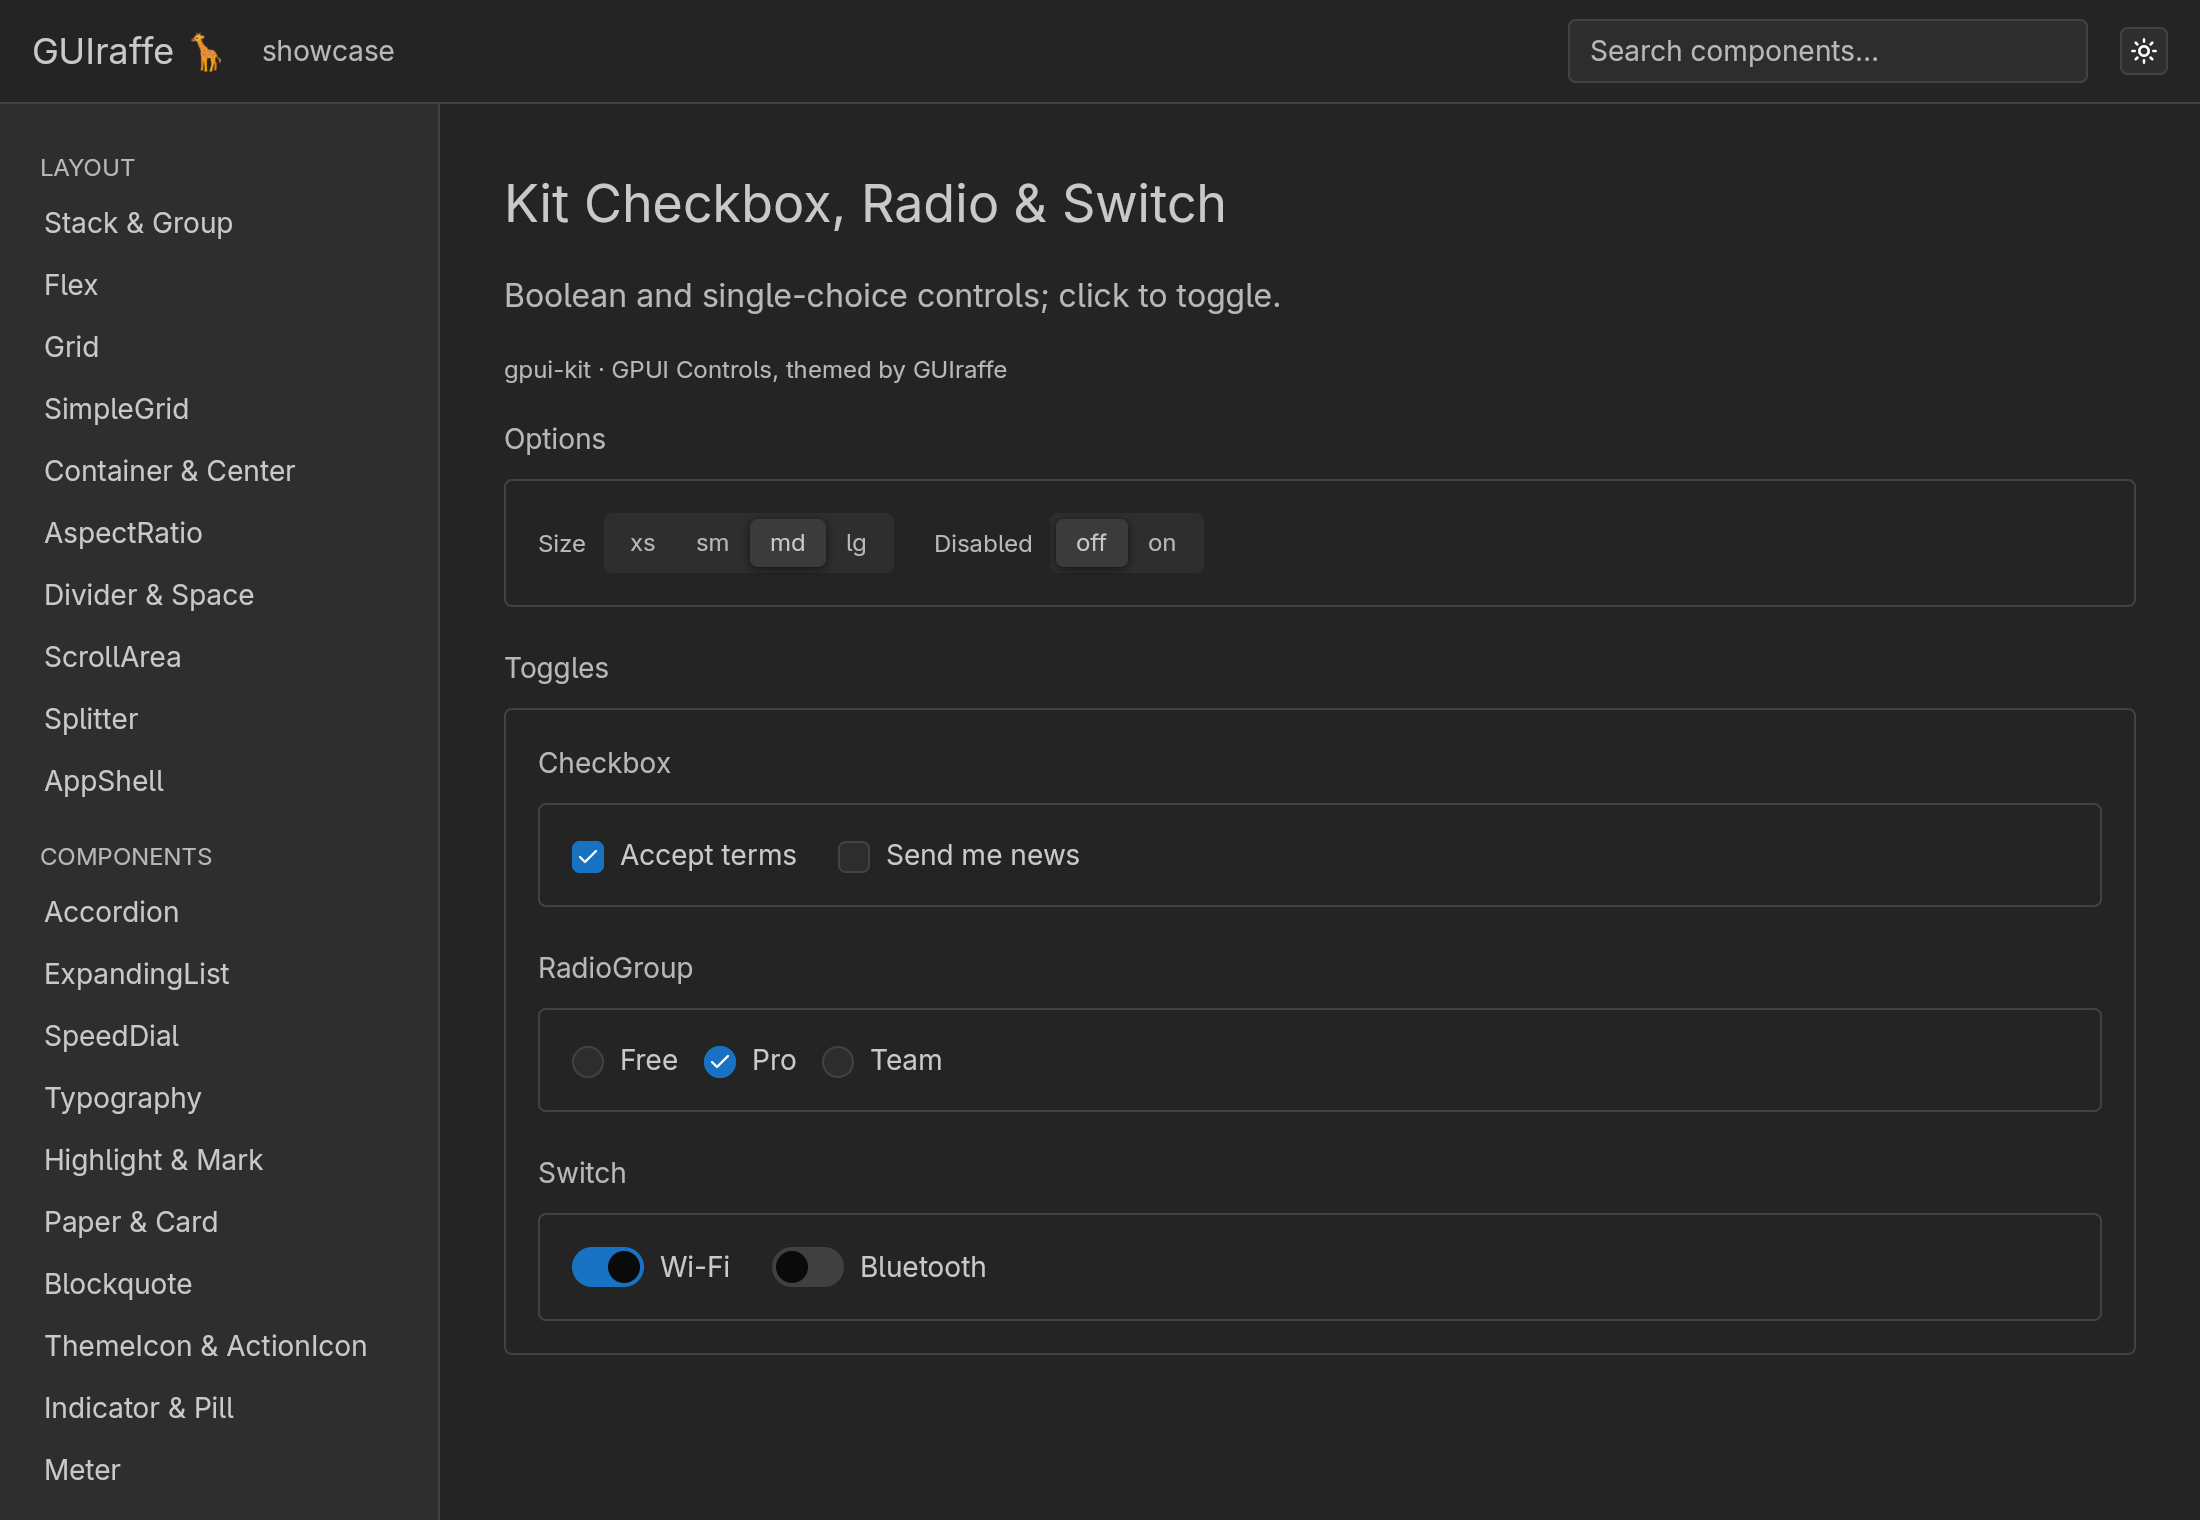 GUIraffe 🦒 showcase
Search components...
LAYOUT
Stack & Group
Flex
Grid
SimpleGrid
Container & Center
AspectRatio
Divider & Space
ScrollArea
Splitter
AppShell
COMPONENTS
Accordion
ExpandingList
SpeedDial
Typography
Highlight & Mark
Paper & Card
Blockquote
ThemeIcon & ActionIcon
Indicator & Pill
Meter
Kit Checkbox, Radio & Switch
Boolean and single-choice controls; click to toggle.
gpui-kit · GPUI Controls, themed by GUIraffe
Options
Size xs sm md lg Disabled off on
Toggles
Checkbox
Accept terms Send me news
RadioGroup
Free Pro Team
Switch
Wi-Fi Bluetooth